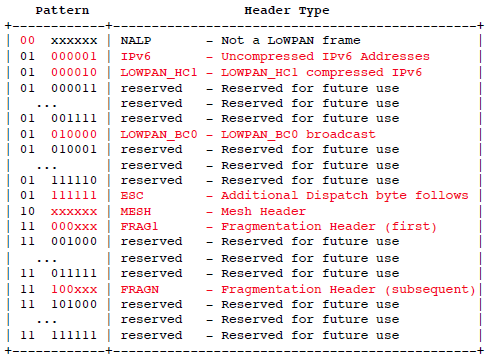 Pattern                    Header Type
+------------+-----------------------------------------------+
| 00  xxxxxx | NALP       - Not a LoWPAN frame               |
| 01  000001 | IPv6       - Uncompressed IPv6 Addresses      |
| 01  000010 | LOWPAN_HC1 - LOWPAN_HC1 compressed IPv6       |
| 01  000011 | reserved   - Reserved for future use          |
|   ...      | reserved   - Reserved for future use          |
| 01  001111 | reserved   - Reserved for future use          |
| 01  010000 | LOWPAN_BC0 - LOWPAN_BC0 broadcast             |
| 01  010001 | reserved   - Reserved for future use          |
|   ...      | reserved   - Reserved for future use          |
| 01  111110 | reserved   - Reserved for future use          |
| 01  111111 | ESC        - Additional Dispatch byte follows |
| 10  xxxxxx | MESH       - Mesh Header                      |
| 11  000xxx | FRAG1      - Fragmentation Header (first)     |
| 11  001000 | reserved   - Reserved for future use          |
|   ...      | reserved   - Reserved for future use          |
| 11  011111 | reserved   - Reserved for future use          |
| 11  100xxx | FRAGN      - Fragmentation Header (subsequent)|
| 11  101000 | reserved   - Reserved for future use          |
|   ...      | reserved   - Reserved for future use          |
| 11  111111 | reserved   - Reserved for future use          |
+------------+-----------------------------------------------+